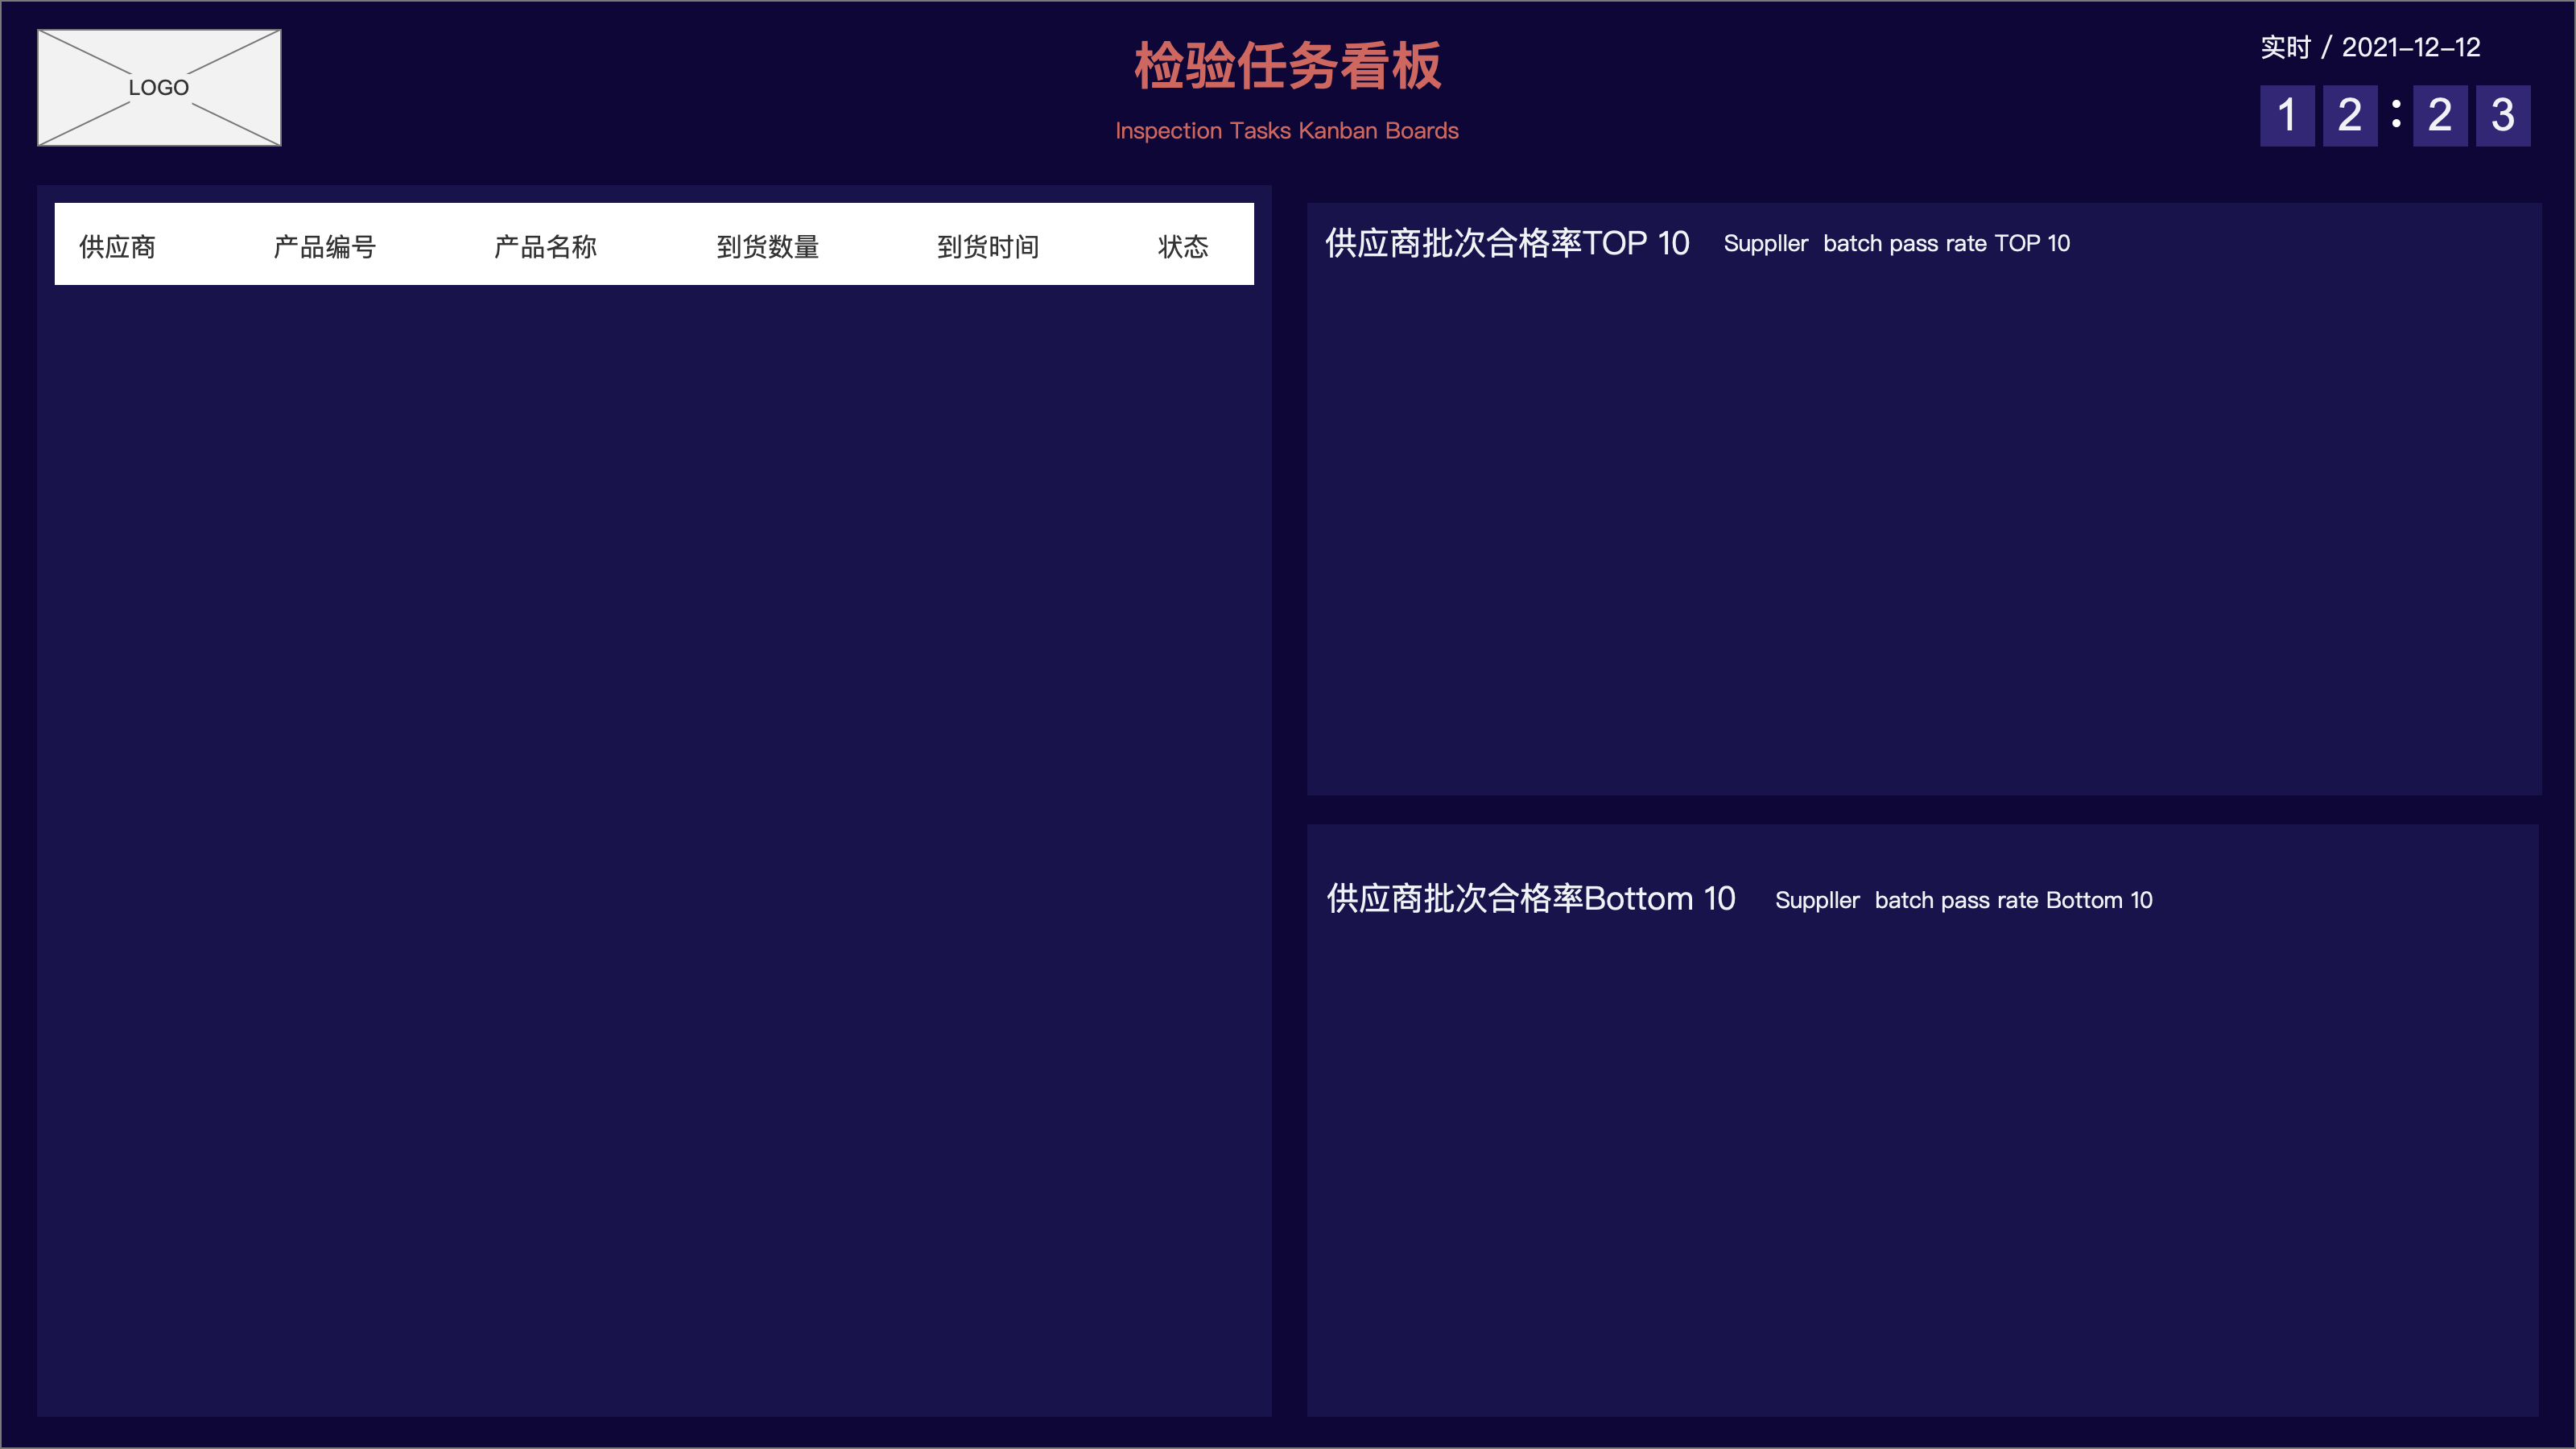 LOGO
检验任务看板
Inspection Tasks Kanban Boards
实时 / 2021-12-12
12:23
供应商 产品编号 产品名称 到货数量 到货时间 状态
供应商批次合格率TOP 10 Suppller batch pass rate TOP 10
供应商批次合格率Bottom 10 Suppller batch pass rate Bottom 10